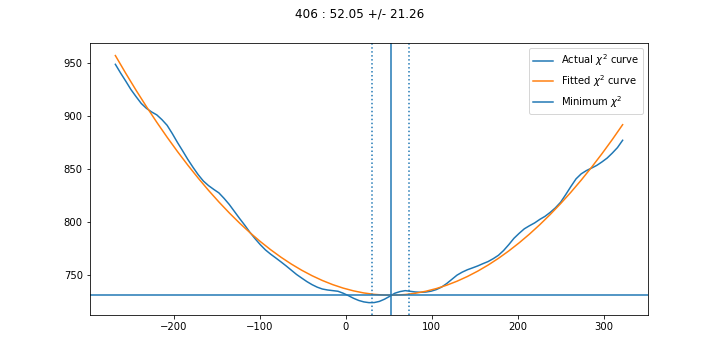 406 : 52.05 +/- 21.26
950
900
850
800
750
−200
−100
0
100
200
300
Actual χ² curve
Fitted χ² curve
Minimum χ²